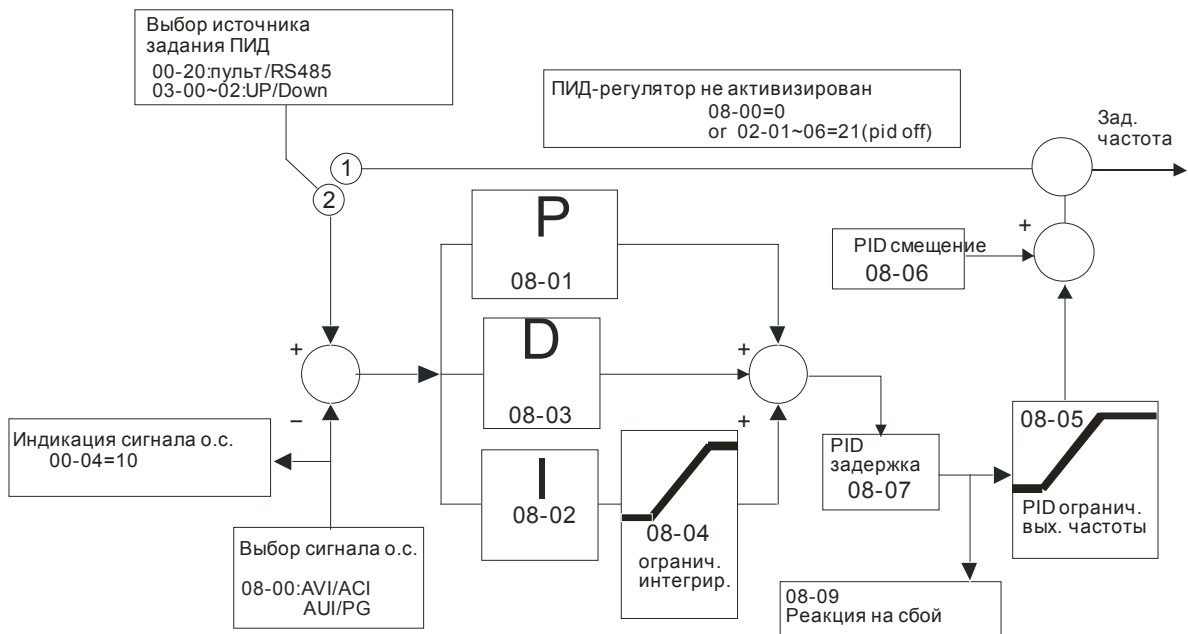 Выбор источника
задания ПИД
00-20:пульт/RS485
03-00~02:UP/Down
ПИД-регулятор не активизирован
08-00=0
or 02-01~06=21(pid off)
Зад.
частота
1
2
P
08-01
+
PID смещение
08-06
+
D
08-03
+
−
Индикация сигнала о.с.
00-04=10
I
08-02
08-04
огранич.
интегрир.
+
PID
задержка
08-07
08-05
PID огранич.
вых. частоты
Выбор сигнала о.с.
08-00:AVI/ACI
AUI/PG
08-09
Реакция на сбой